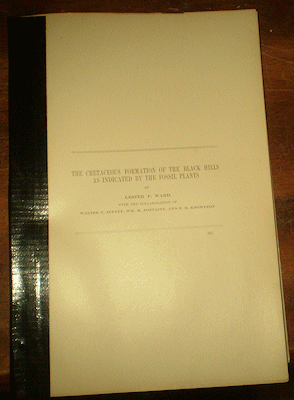 THE CRETACEOUS FORMATION OF THE BLACK HILLS
AS INDICATED BY THE FOSSIL PLANTS
BY
LESTER F. WARD
WITH THE COLLABORATION OF
WALTER P. JENNEY, WM. M. FONTAINE, AND F. H. KNOWLTON